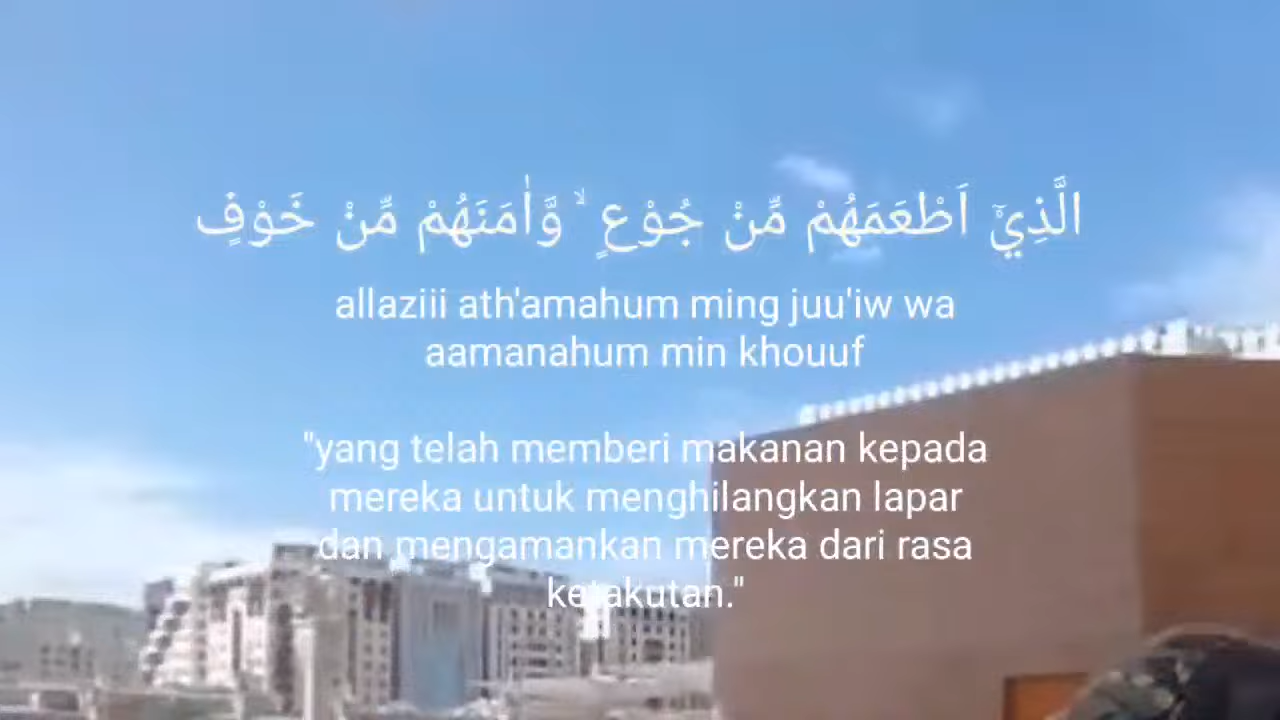 الَّذِيْٓ اَطْعَمَهُمْ مِّنْ جُوْعٍ ۙ وَّاٰمَنَهُمْ مِّنْ خَوْفٍ
allaziii ath'amahum ming juu'iw wa
aamanahum min khouuf
"yang telah memberi makanan kepada
mereka untuk menghilangkan lapar
dan mengamankan mereka dari rasa
ketakutan."